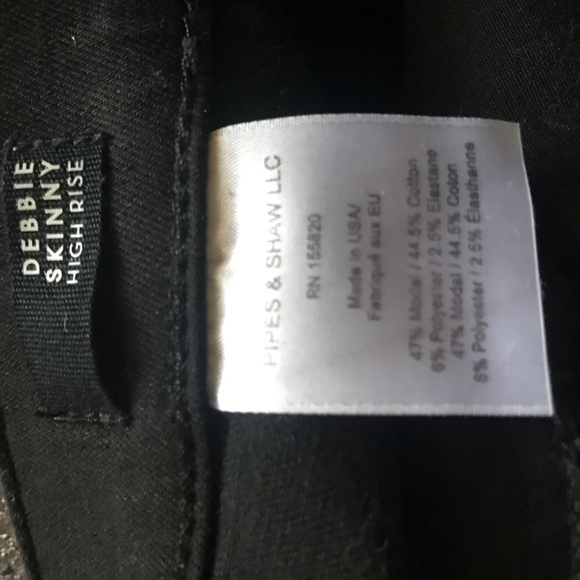 DEBBIE
SKINNY
HIGH RISE
PIPES & SHAW LLC
RN 155820
Made in USA/
Fabriqué aux EU
47% Modal / 44.5% Cotton
6% Polyester / 2.5% Elastane
47% Modal / 44.5% Coton
6% Polyester / 2.5% Élasthanne